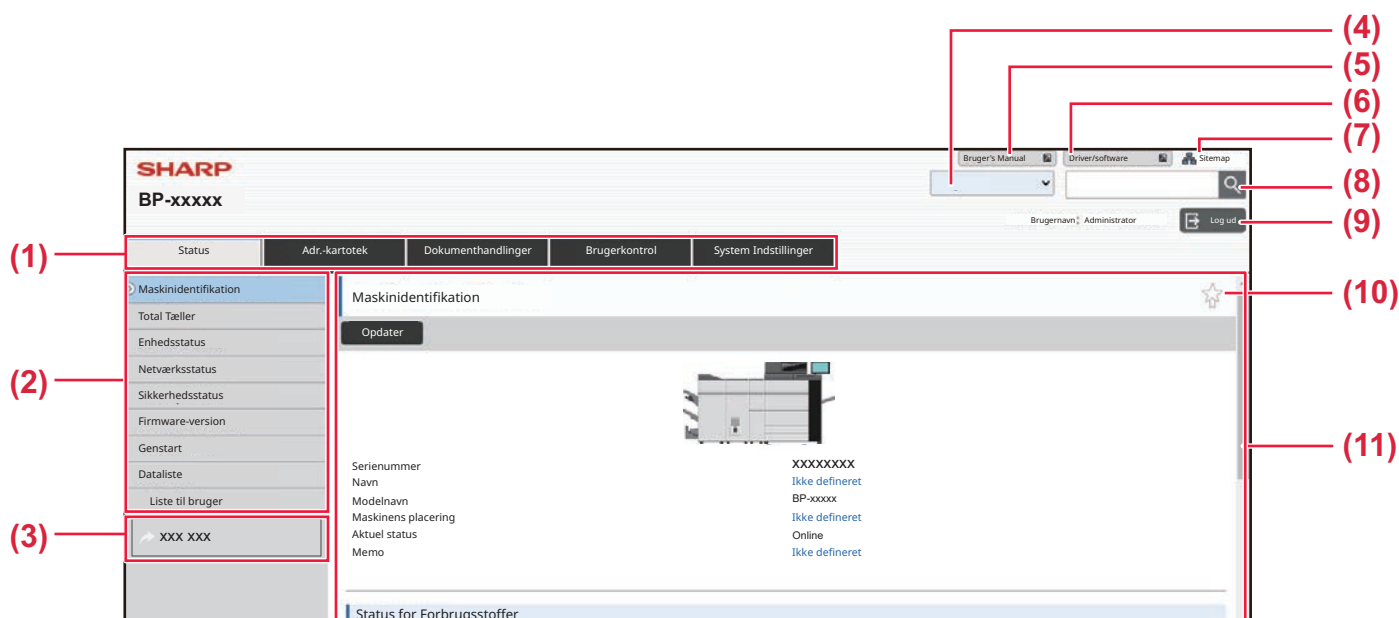 (4)
(5)
(6)
(7)
SHARP
Bruger's Manual
Driver/software
Sitemap
(8)
BP-xxxxx
Brugernavn: Administrator
Log ud
(9)
(1)
Status
Adr.-kartotek
Dokumenthandlinger
Brugerkontrol
System Indstillinger
Maskinidentifikation
Maskinidentifikation
(10)
Total Tæller
Opdater
Enhedsstatus
Netværksstatus
(2)
Sikkerhedsstatus
Firmware-version
Genstart
(11)
Dataliste
Serienummer
XXXXXXXX
Navn
Ikke defineret
Liste til bruger
Modelnavn
BP-xxxxx
Maskinens placering
Ikke defineret
(3)
XXX XXX
Aktuel status
Online
Memo
Ikke defineret
Status for Forbrugsstoffer